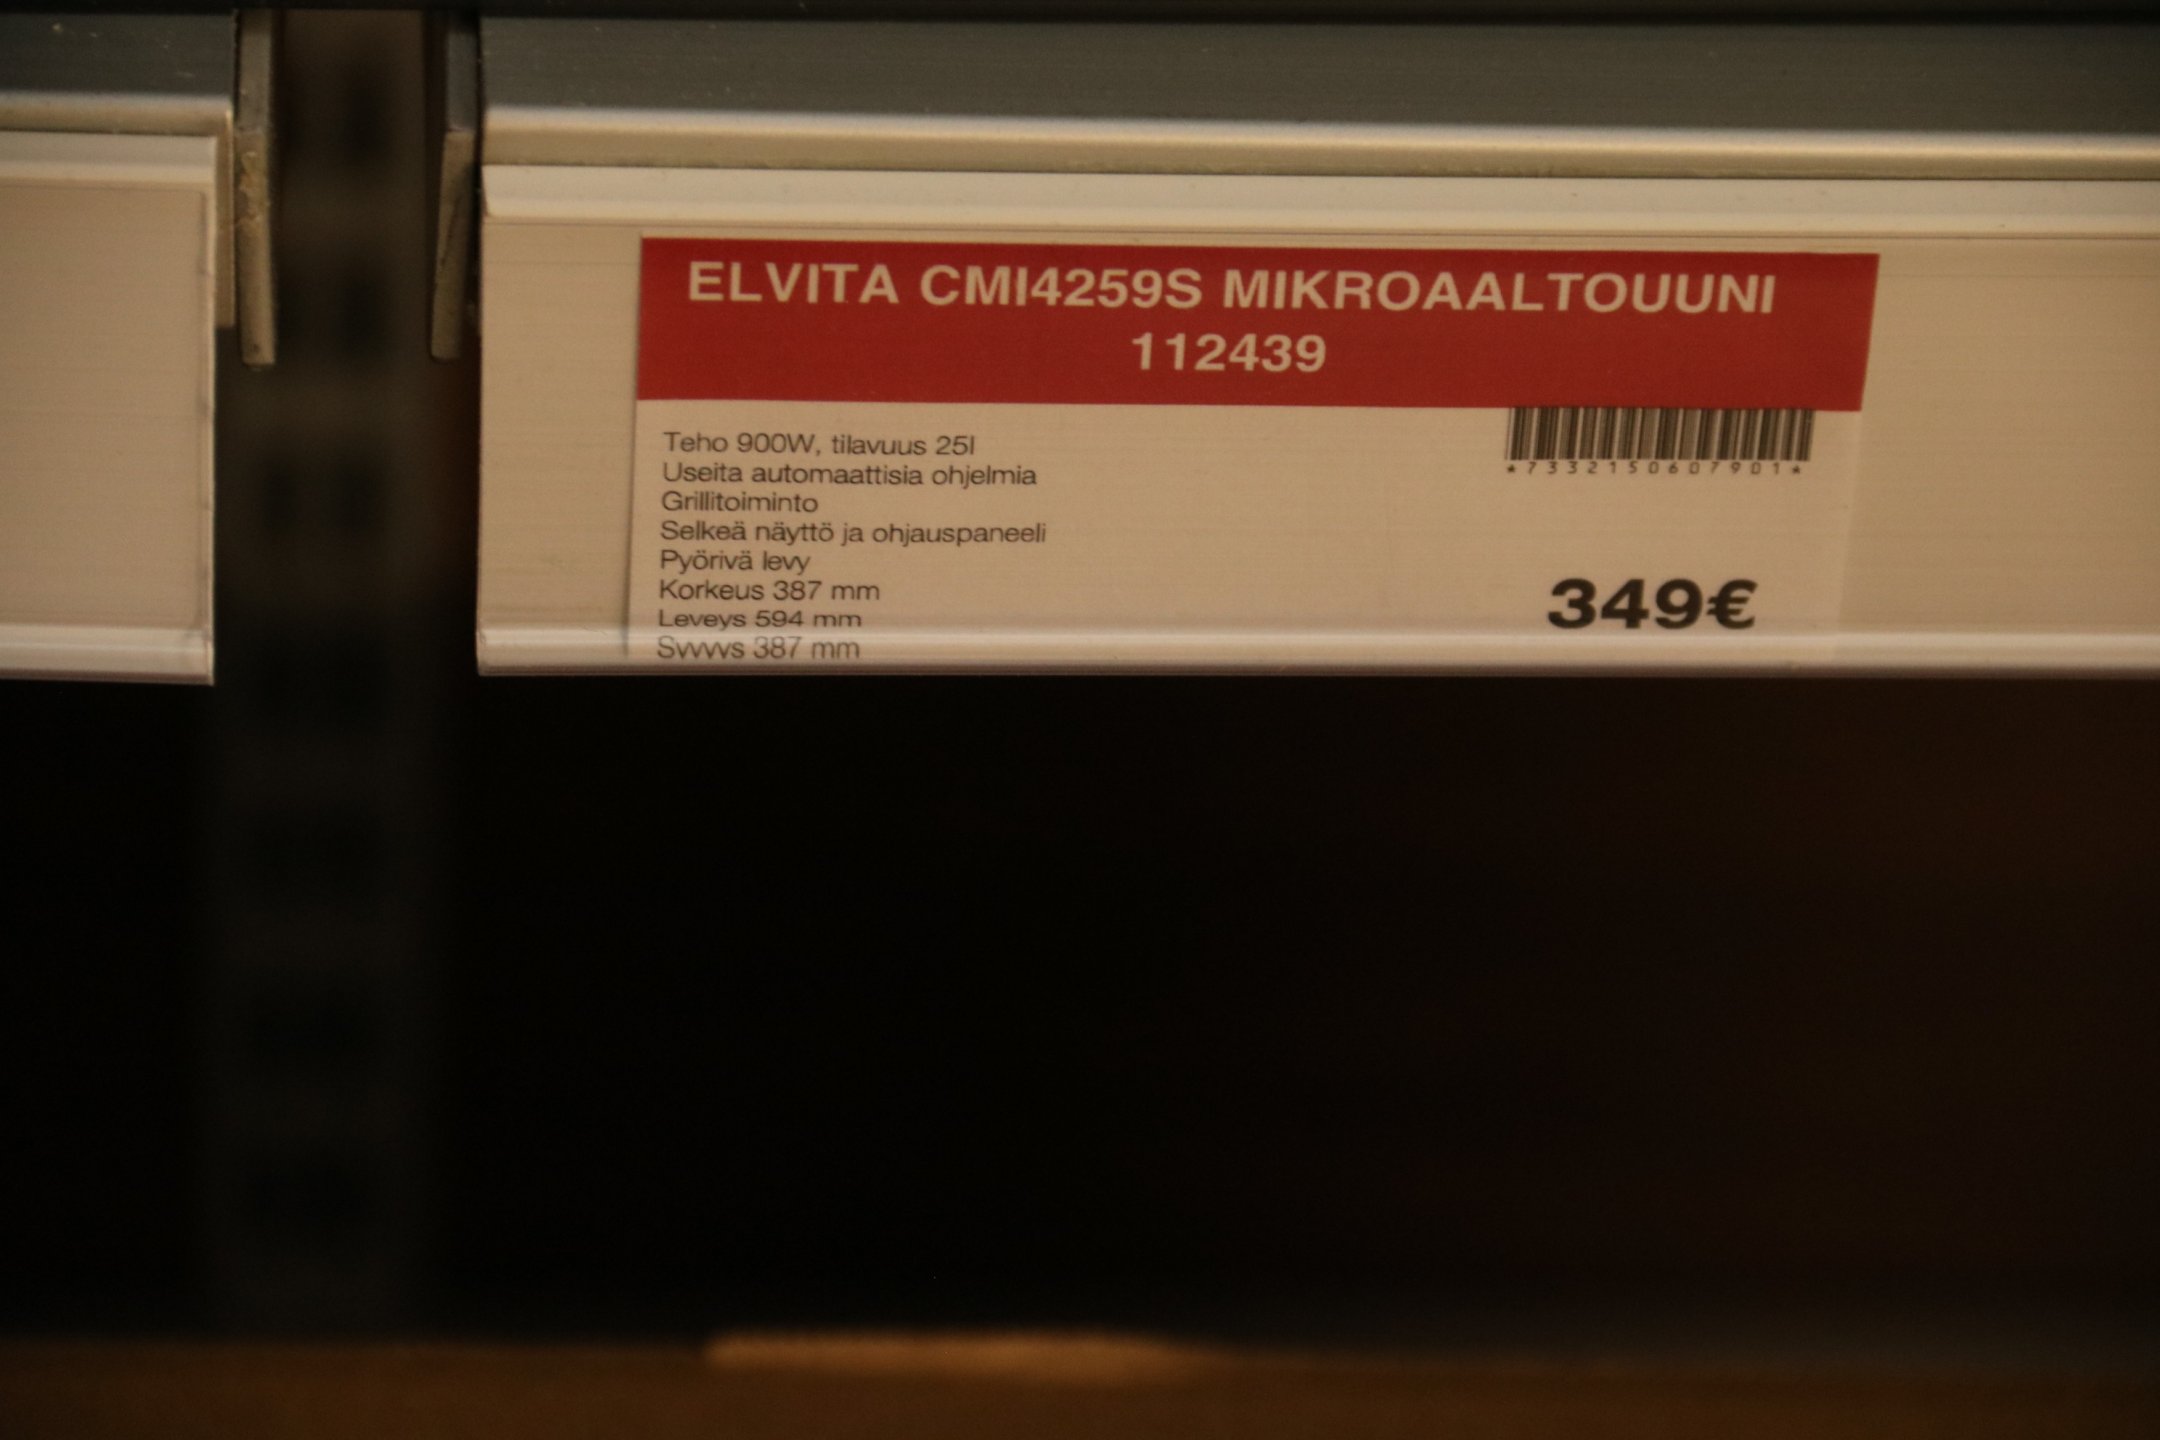 ELVITA CMI4259S MIKROAALTOUUNI
112439
*7332150607901*
Teho 900W, tilavuus 25l
Useita automaattisia ohjelmia
Grillitoiminto
Selkeä näyttö ja ohjauspaneeli
Pyörivä levy
Korkeus 387 mm
Leveys 594 mm
Syvyys 387 mm
349€